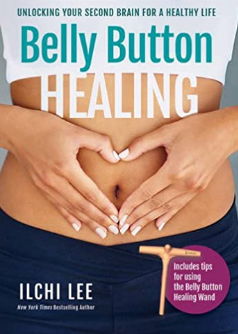 UNLOCKING YOUR SECOND BRAIN FOR A HEALTHY LIFE
Belly Button
HEALING
Includes tips
for using
the Belly Button
Healing Wand
ILCHI LEE
New York Times Bestselling Author